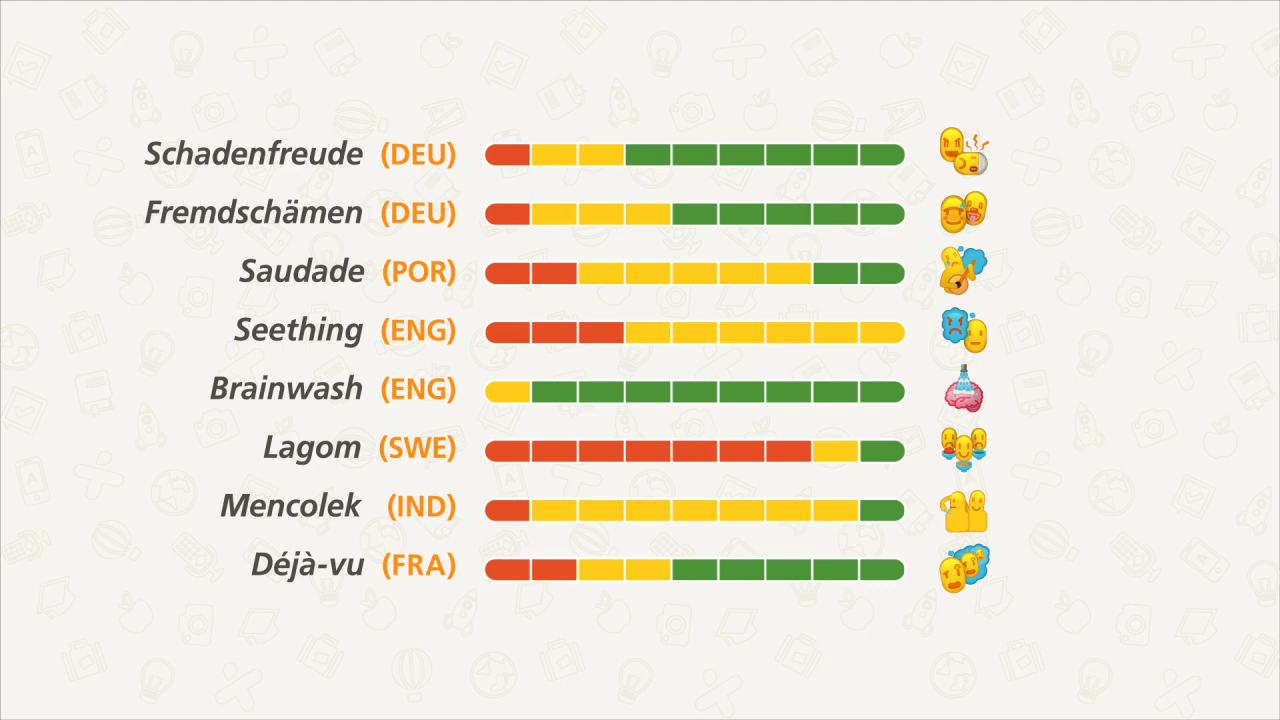 Schadenfreude (DEU)
Fremdschämen (DEU)
Saudade (POR)
Seething (ENG)
Brainwash (ENG)
Lagom (SWE)
Mencolek (IND)
Déjà-vu (FRA)